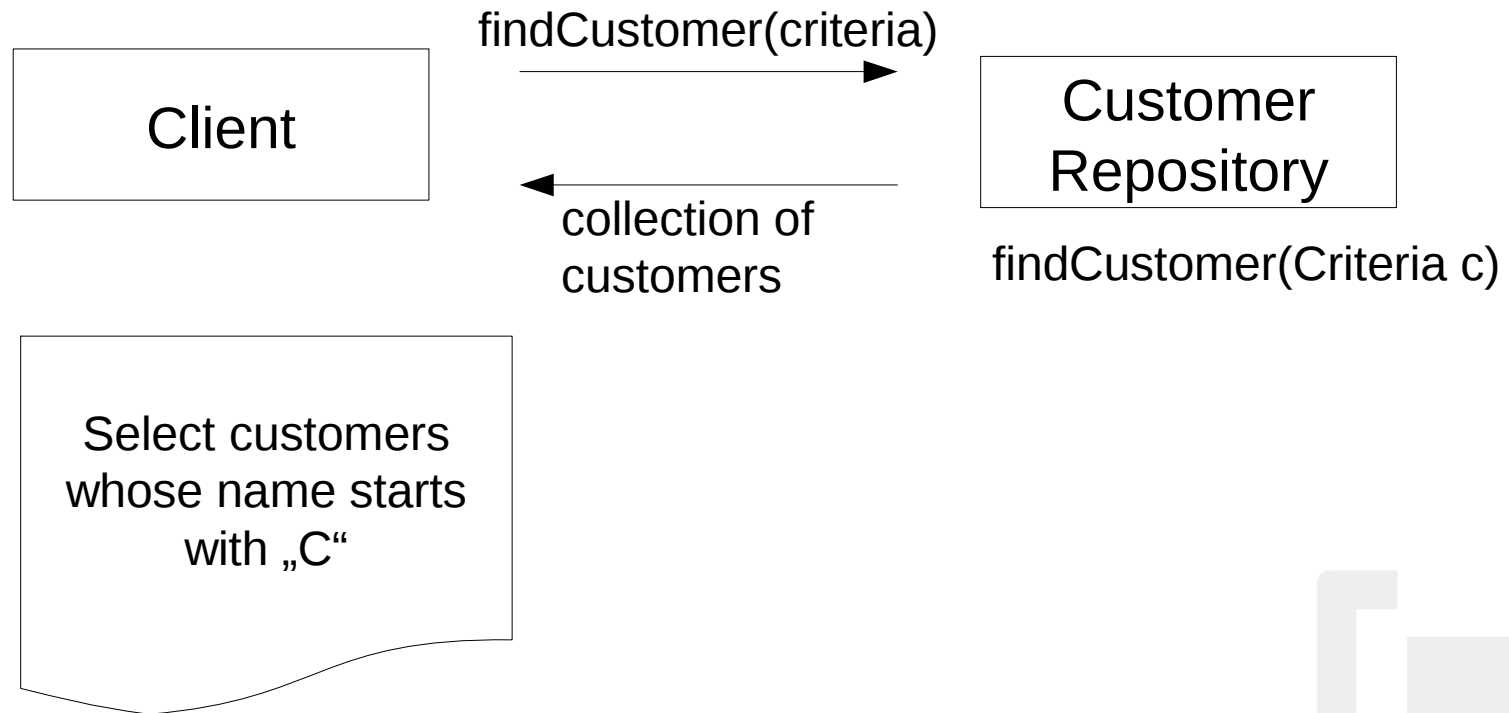 findCustomer(criteria)
Client
Customer
Repository
collection of
customers
findCustomer(Criteria c)
Select customers
whose name starts
with „C“